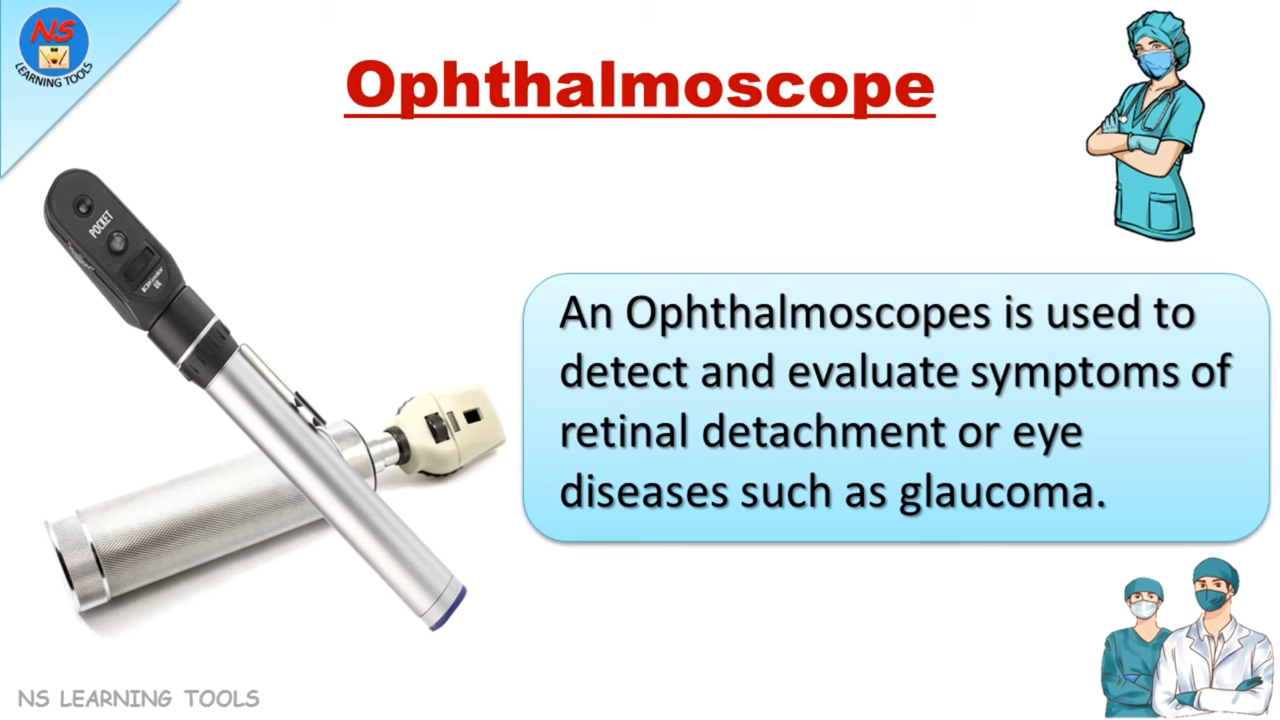 NS
LEARNING TOOLS
Ophthalmoscope
POCKET
An Ophthalmoscopes is used to
detect and evaluate symptoms of
retinal detachment or eye
diseases such as glaucoma.
NS LEARNING TOOLS